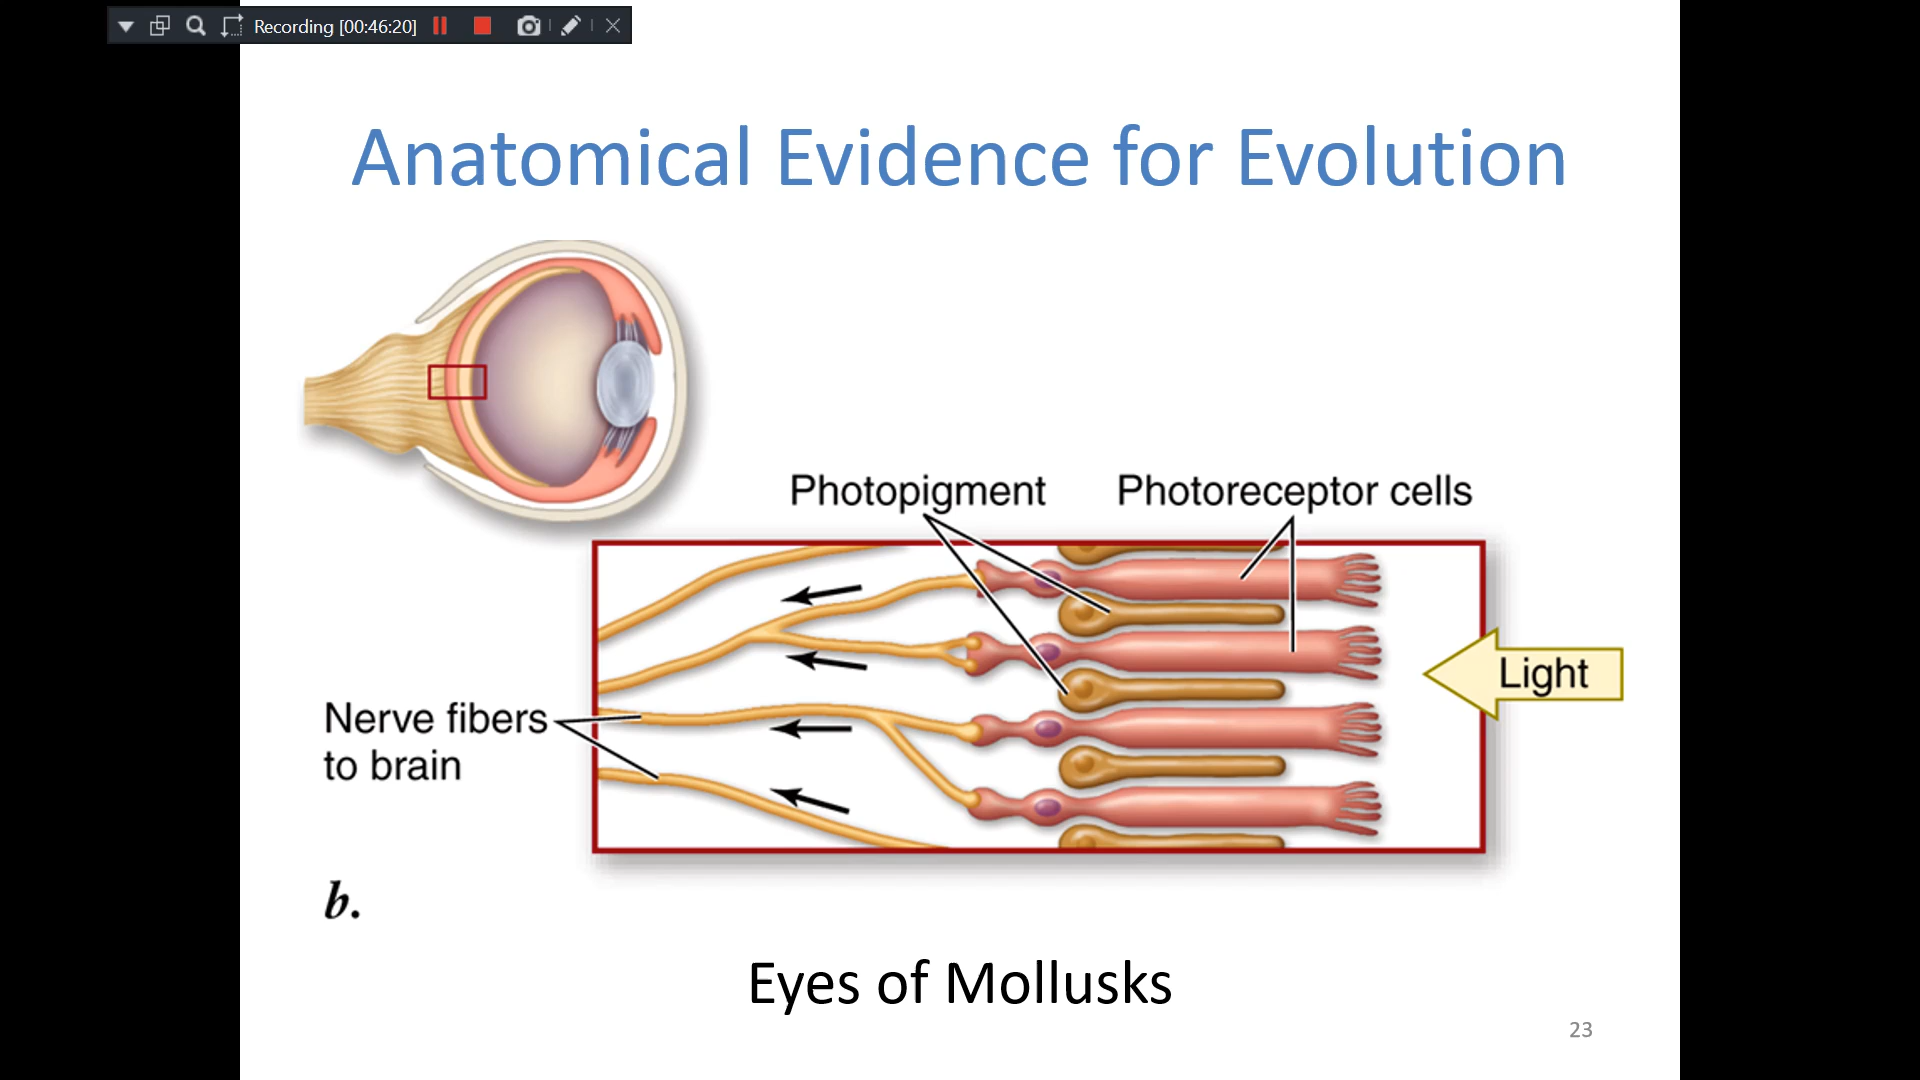 Recording [00:46:20]
Anatomical Evidence for Evolution
Photopigment
Photoreceptor cells
Light
Nerve fibers
to brain
b.
Eyes of Mollusks
23